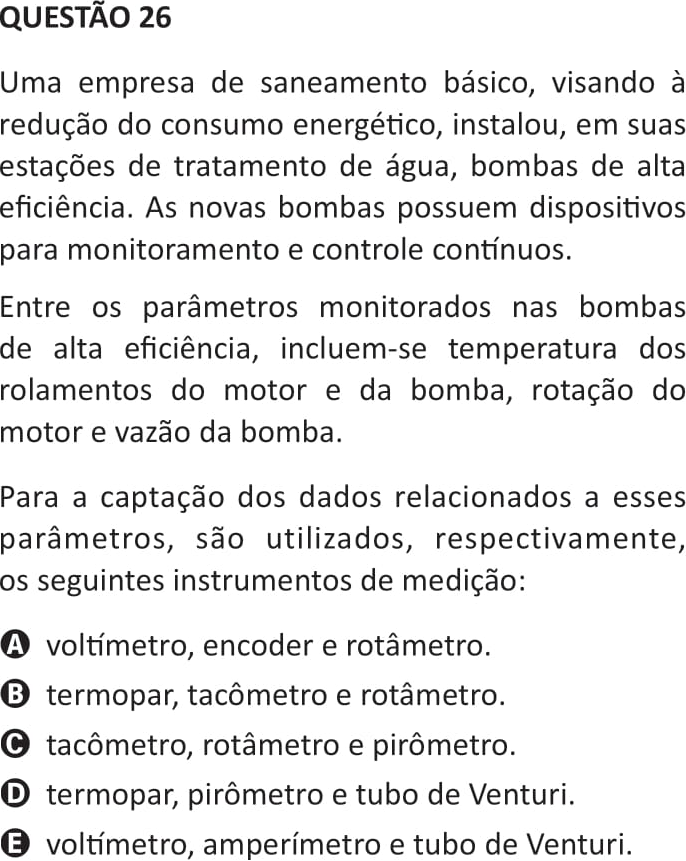 QUESTÃO 26
Uma empresa de saneamento básico, visando à
redução do consumo energético, instalou, em suas
estações de tratamento de água, bombas de alta
eficiência. As novas bombas possuem dispositivos
para monitoramento e controle contínuos.
Entre os parâmetros monitorados nas bombas
de alta eficiência, incluem-se temperatura dos
rolamentos do motor e da bomba, rotação do
motor e vazão da bomba.
Para a captação dos dados relacionados a esses
parâmetros, são utilizados, respectivamente,
os seguintes instrumentos de medição:
A voltímetro, encoder e rotâmetro.
B termopar, tacômetro e rotâmetro.
C tacômetro, rotâmetro e pirômetro.
D termopar, pirômetro e tubo de Venturi.
E voltímetro, amperímetro e tubo de Venturi.